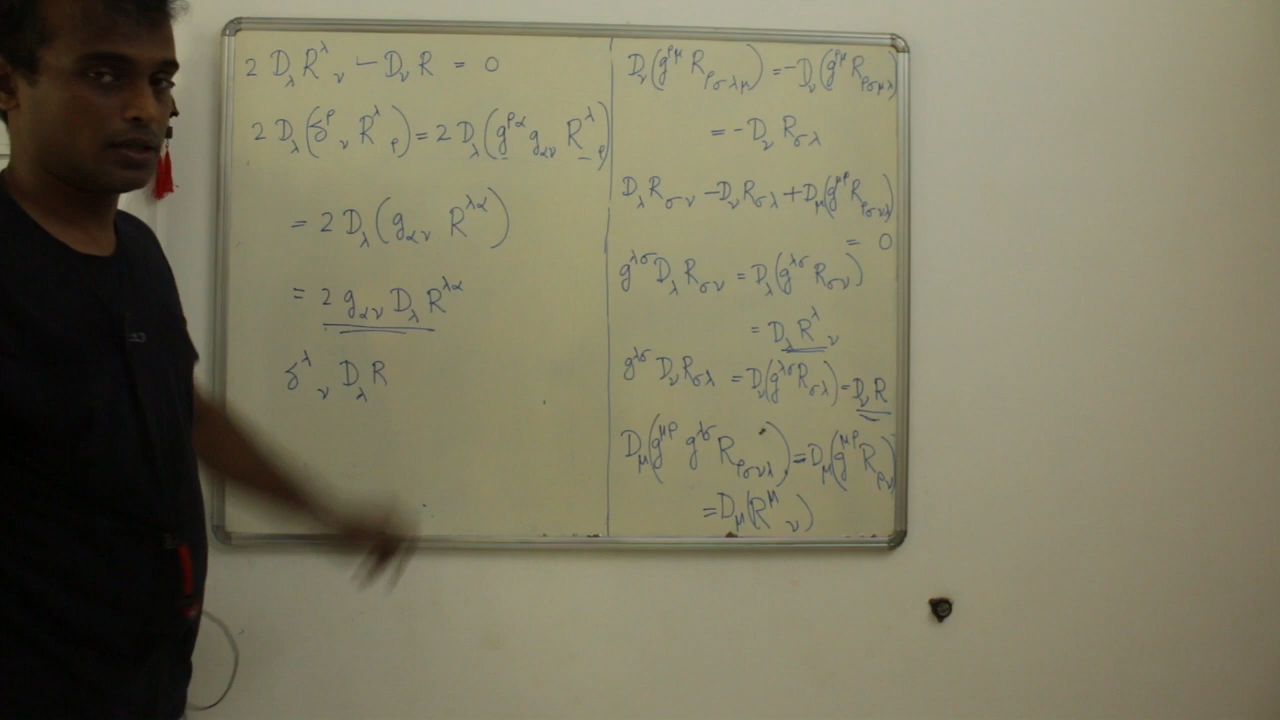 2 D_λ R^λ_ν − D_ν R = 0
2 D_λ(δ^ρ_ν R^λ_ρ) = 2 D_λ(g^{ρα} g_{αν} R^λ_ρ)
= 2 D_λ(g_{αν} R^{λα})
= 2 g_{αν} D_λ R^{λα}
δ^λ_ν D_λ R
D_ν(g^{ρμ} R_{ρσλμ}) = −D_ν(g^{ρμ} R_{ρσμλ})
= −D_ν R_{σλ}
D_λ R_{σν} − D_ν R_{σλ} + D_μ(g^{μρ} R_{ρσνλ})
= 0
g^{λσ} D_λ R_{σν} = D_λ(g^{λσ} R_{σν})
= D_λ R^λ_ν
g^{λσ} D_ν R_{σλ} = D_ν(g^{λσ} R_{σλ}) = D_ν R
D_μ(g^{μρ} g^{λσ} R_{ρσνλ}) = D_μ(g^{μρ} R_{ρν})
= D_μ(R^μ_ν)